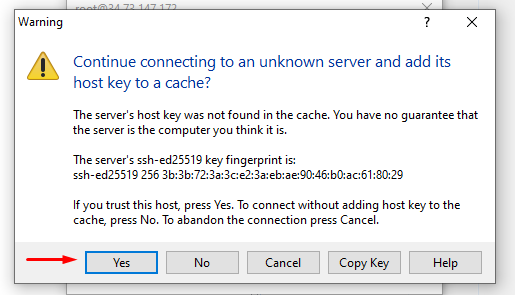 root@34.73.147.172
Warning
?
Continue connecting to an unknown server and add its
host key to a cache?
The server's host key was not found in the cache. You have no guarantee that
the server is the computer you think it is.
The server's ssh-ed25519 key fingerprint is:
ssh-ed25519 256 3b:3b:72:3a:3c:e2:3a:eb:ae:90:46:b0:ac:61:80:29
If you trust this host, press Yes. To connect without adding host key to the
cache, press No. To abandon the connection press Cancel.
Yes
No
Cancel
Copy Key
Help